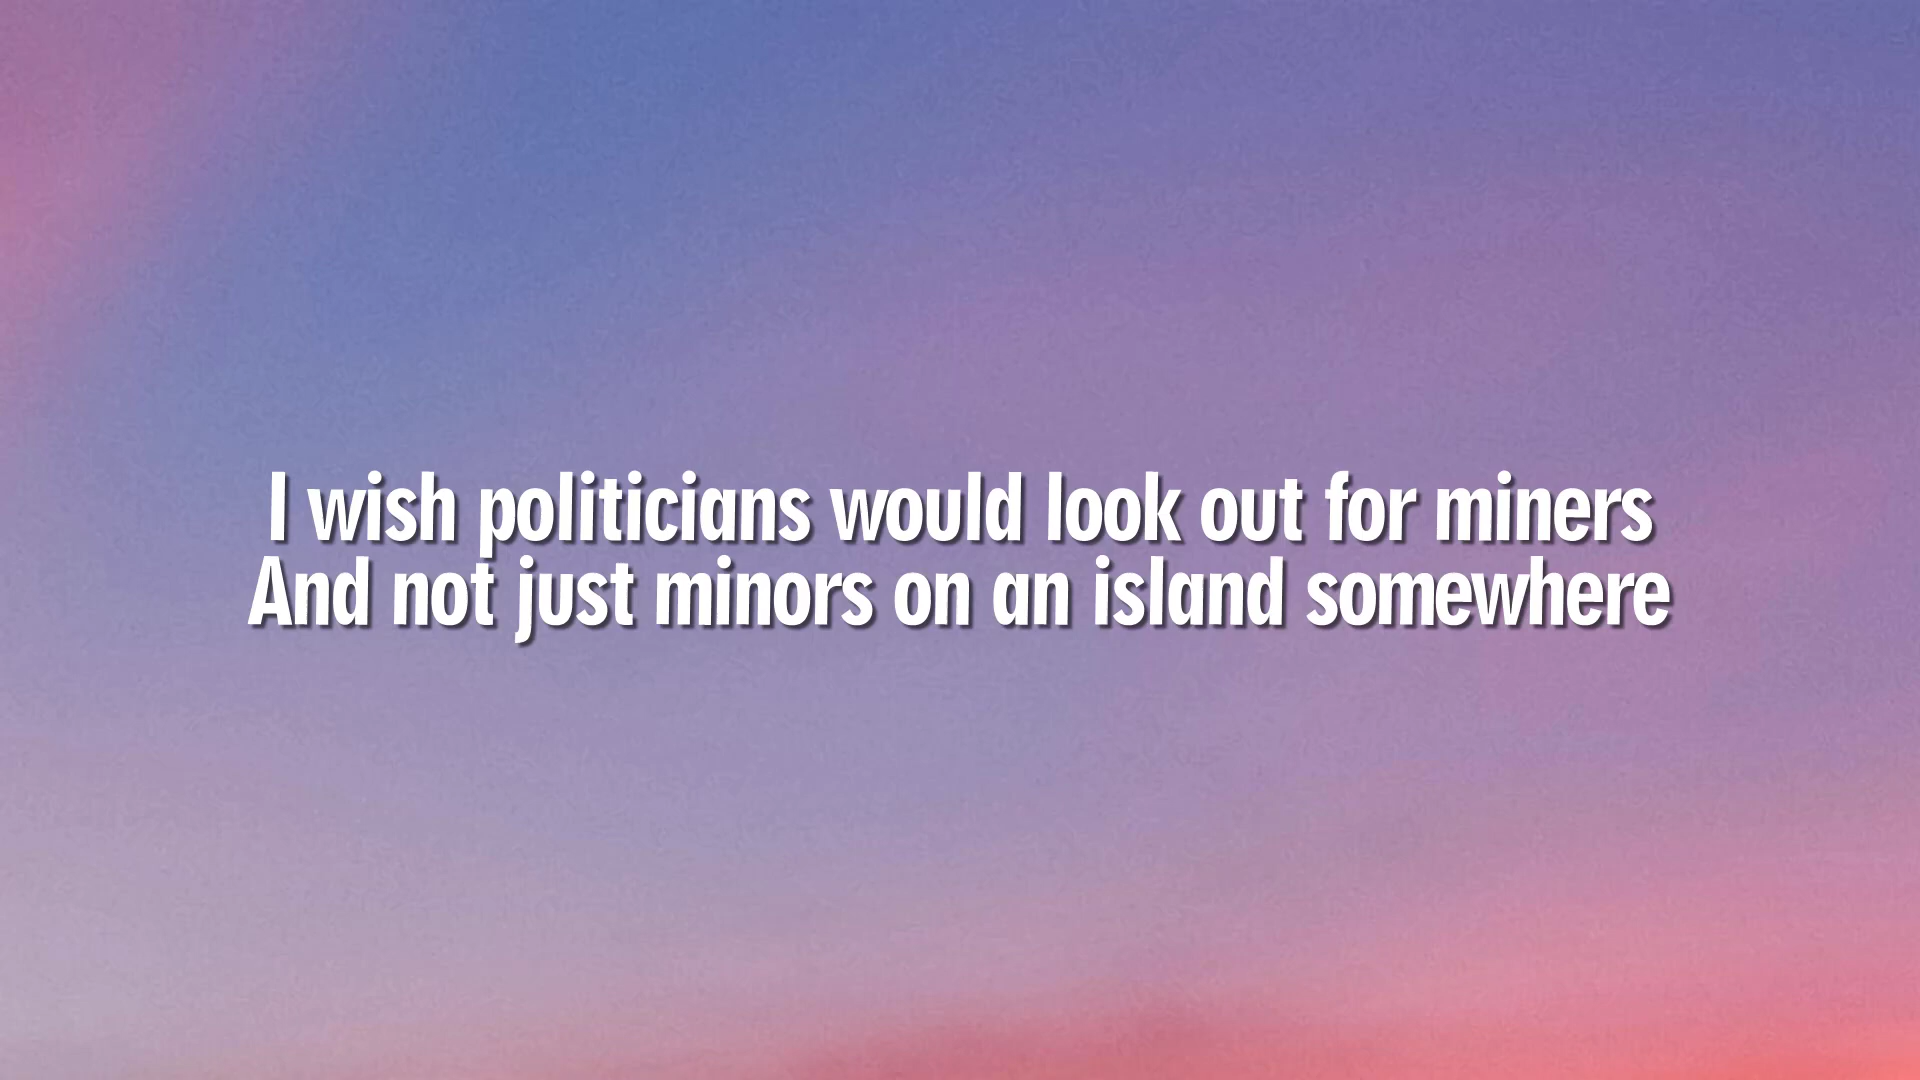 I wish politicians would look out for miners
And not just minors on an island somewhere